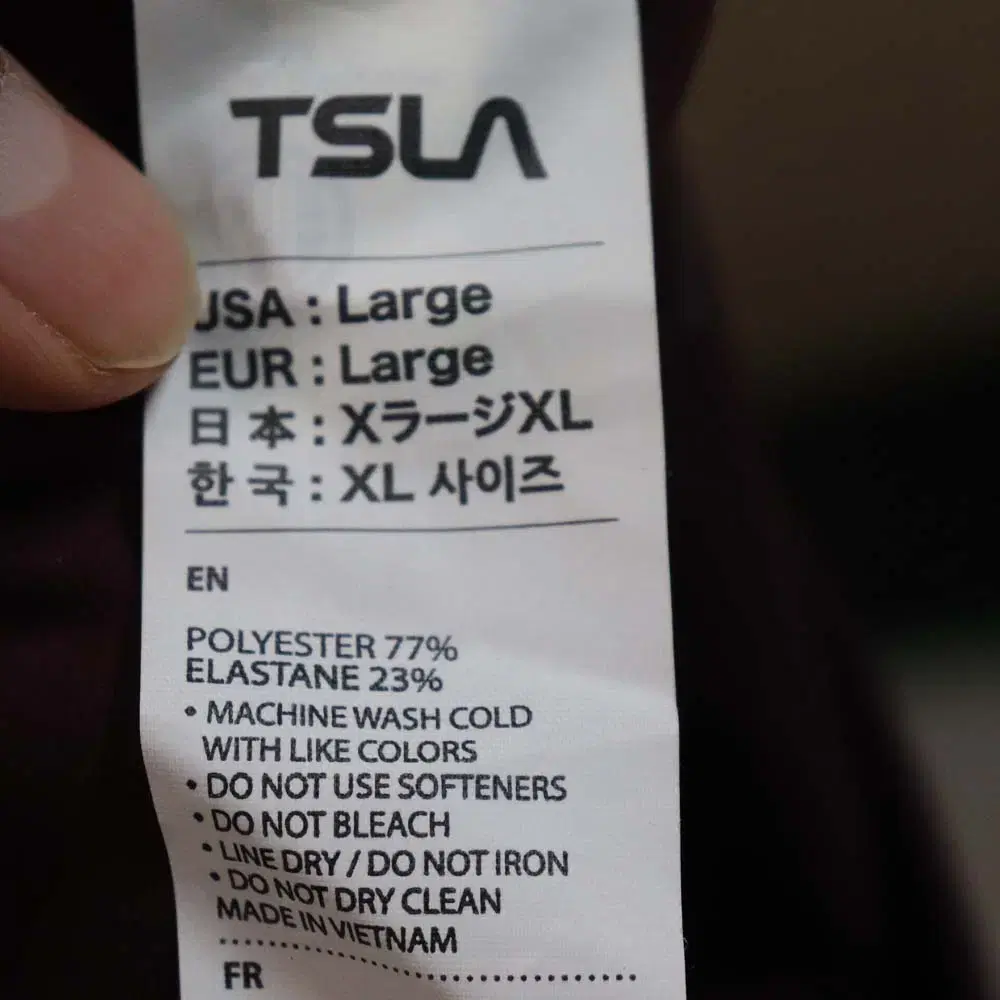 TSLA
USA : Large
EUR : Large
日 本 : XラージXL
한 국 : XL 사이즈
EN
POLYESTER 77%
ELASTANE 23%
• MACHINE WASH COLD
WITH LIKE COLORS
• DO NOT USE SOFTENERS
• DO NOT BLEACH
• LINE DRY / DO NOT IRON
• DO NOT DRY CLEAN
MADE IN VIETNAM
FR